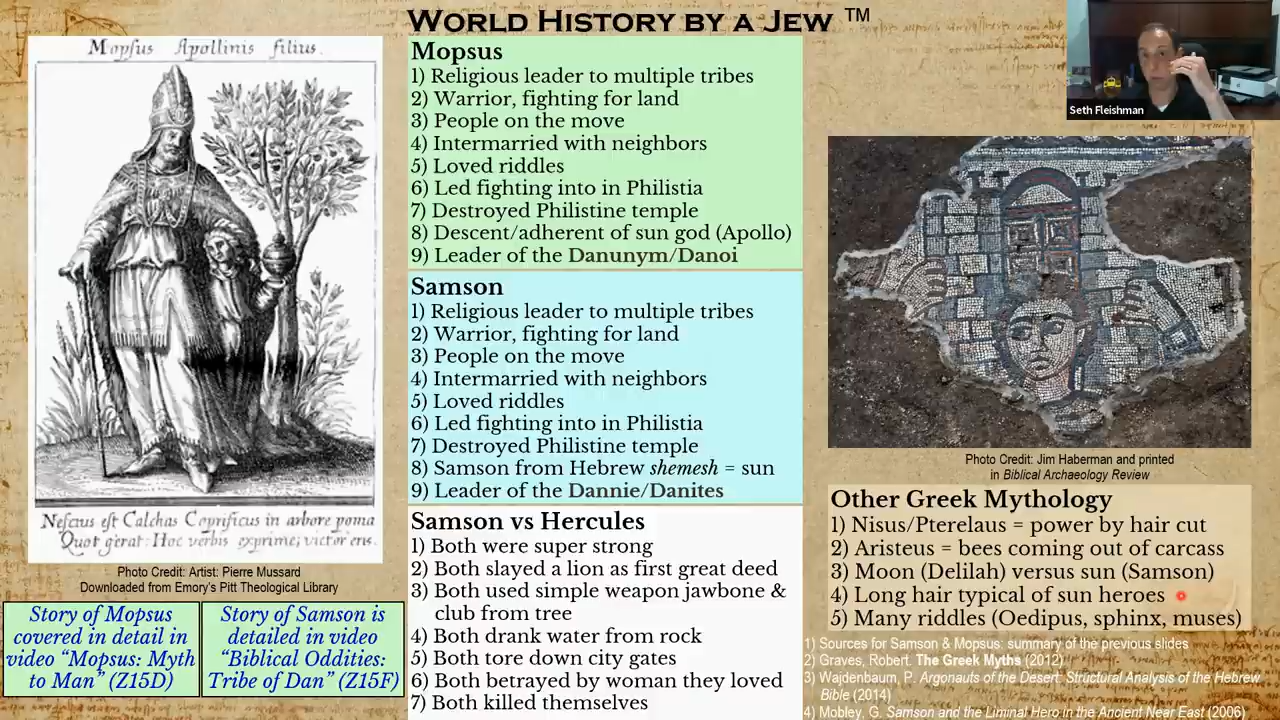 WORLD HISTORY BY A JEW ™
Mopsus Apollinis filius.
Nescius est Calchas Caprificus in arbore poma
Quot gerat: Hoc verbis exprime, victor eris.
Photo Credit: Artist: Pierre Mussard
Downloaded from Emory's Pitt Theological Library
Story of Mopsus
covered in detail in
video “Mopsus: Myth
to Man” (Z15D)
Story of Samson is
detailed in video
“Biblical Oddities:
Tribe of Dan” (Z15F)
Mopsus
1) Religious leader to multiple tribes
2) Warrior, fighting for land
3) People on the move
4) Intermarried with neighbors
5) Loved riddles
6) Led fighting into in Philistia
7) Destroyed Philistine temple
8) Descent/adherent of sun god (Apollo)
9) Leader of the Danunym/Danoi
Samson
1) Religious leader to multiple tribes
2) Warrior, fighting for land
3) People on the move
4) Intermarried with neighbors
5) Loved riddles
6) Led fighting into in Philistia
7) Destroyed Philistine temple
8) Samson from Hebrew shemesh = sun
9) Leader of the Dannie/Danites
Samson vs Hercules
1) Both were super strong
2) Both slayed a lion as first great deed
3) Both used simple weapon jawbone &
club from tree
4) Both drank water from rock
5) Both tore down city gates
6) Both betrayed by woman they loved
7) Both killed themselves
Seth Fleishman
Photo Credit: Jim Haberman and printed
in Biblical Archaeology Review
Other Greek Mythology
1) Nisus/Pterelaus = power by hair cut
2) Aristeus = bees coming out of carcass
3) Moon (Delilah) versus sun (Samson)
4) Long hair typical of sun heroes
5) Many riddles (Oedipus, sphinx, muses)
1) Sources for Samson & Mopsus: summary of the previous slides
2) Graves, Robert. The Greek Myths (2012)
3) Wajdenbaum, P. Argonauts of the Desert: Structural Analysis of the Hebrew
Bible (2014)
4) Mobley, G. Samson and the Liminal Hero in the Ancient Near East (2006)